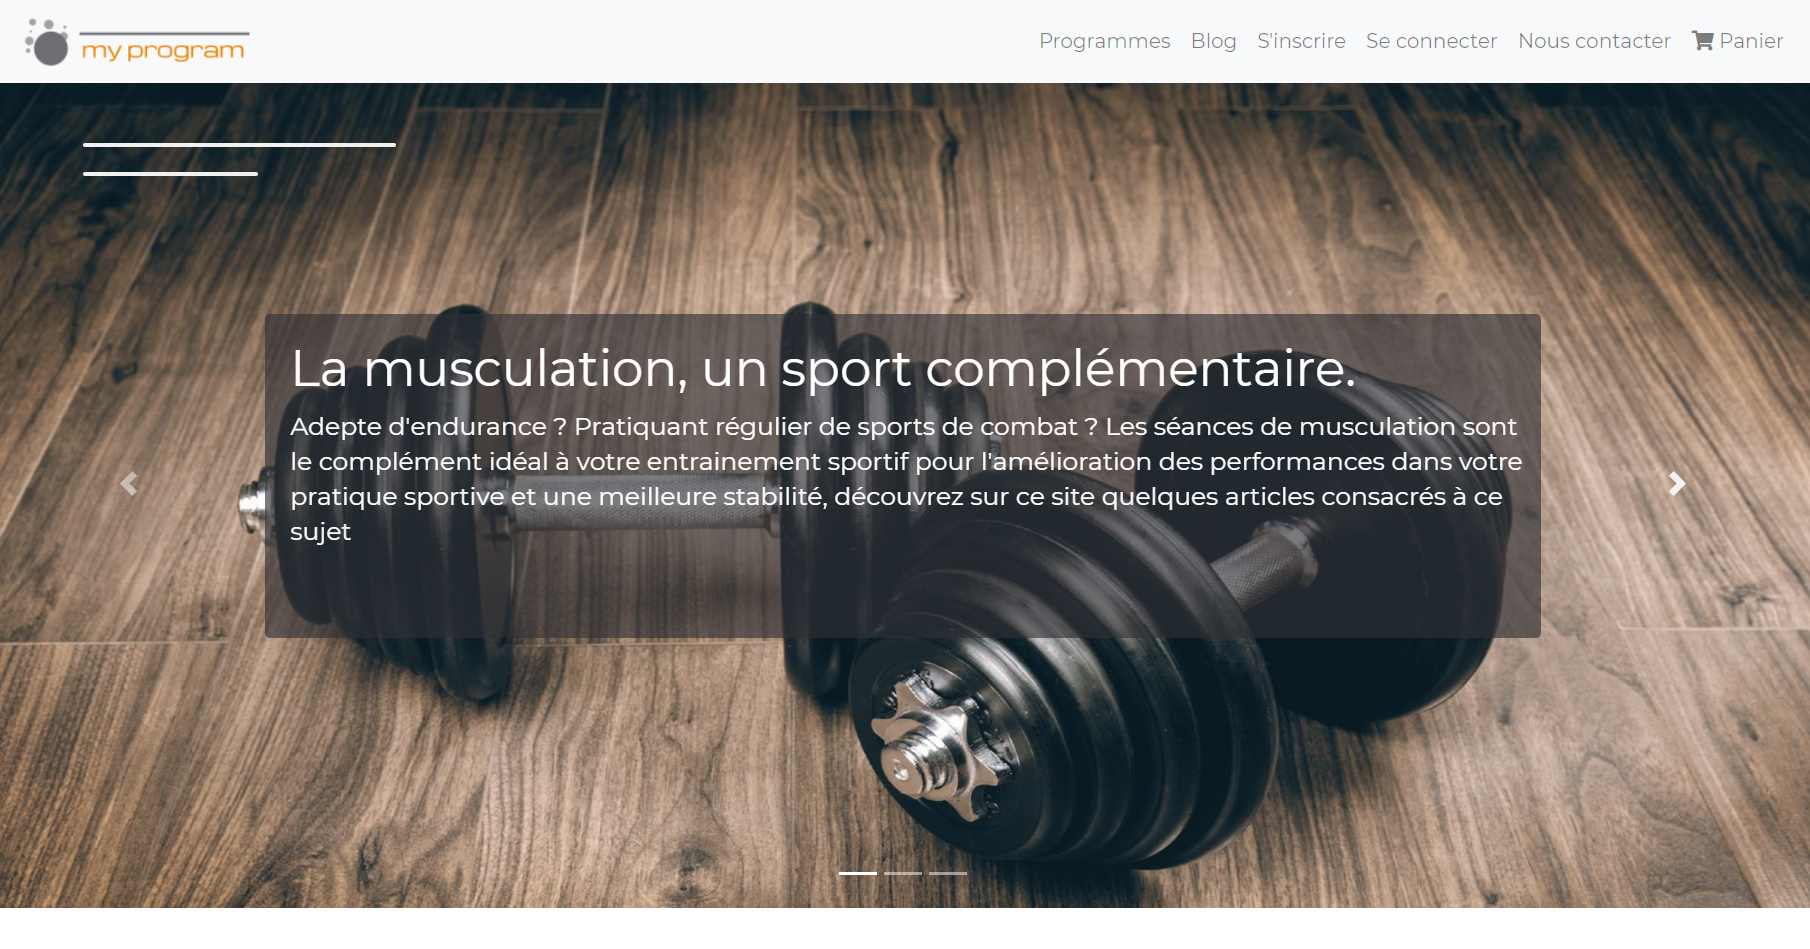 my program
Programmes Blog S'inscrire Se connecter Nous contacter Panier
La musculation, un sport complémentaire.
Adepte d'endurance ? Pratiquant régulier de sports de combat ? Les séances de musculation sont
le complément idéal à votre entrainement sportif pour l'amélioration des performances dans votre
pratique sportive et une meilleure stabilité, découvrez sur ce site quelques articles consacrés à ce
sujet